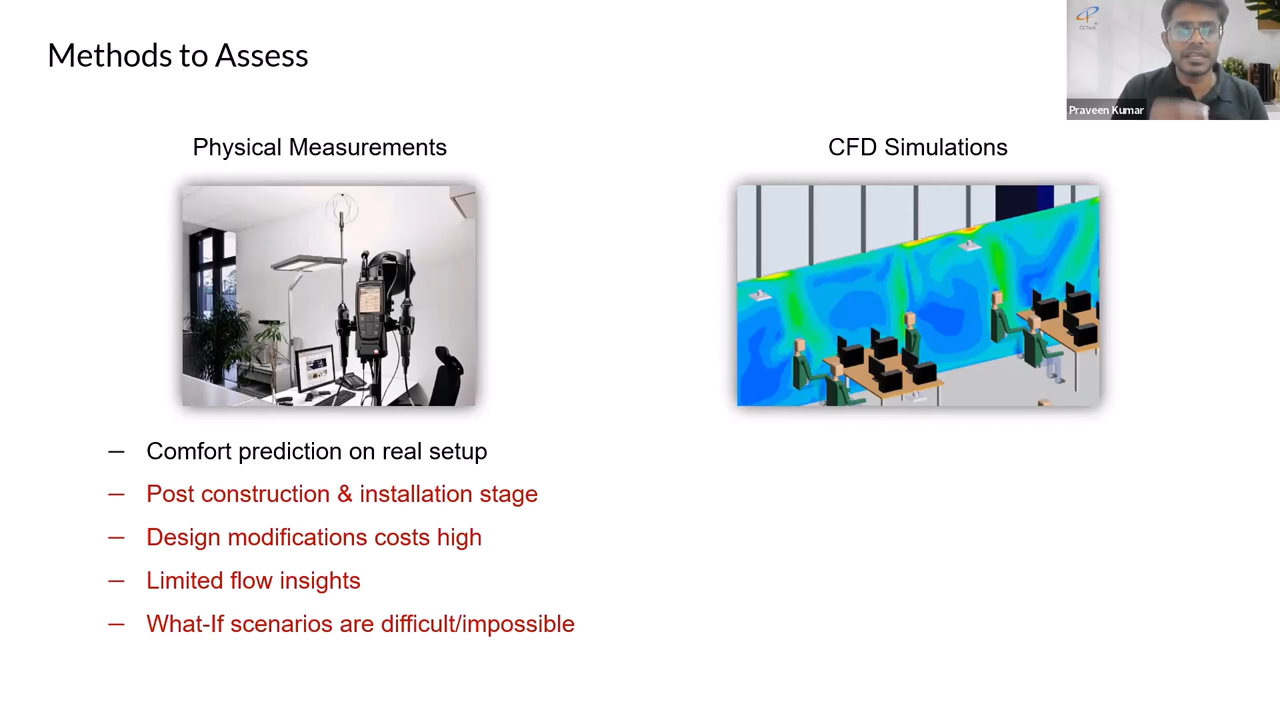 Methods to Assess
CCTech
Praveen Kumar
Physical Measurements
CFD Simulations
— Comfort prediction on real setup
— Post construction & installation stage
— Design modifications costs high
— Limited flow insights
— What-If scenarios are difficult/impossible